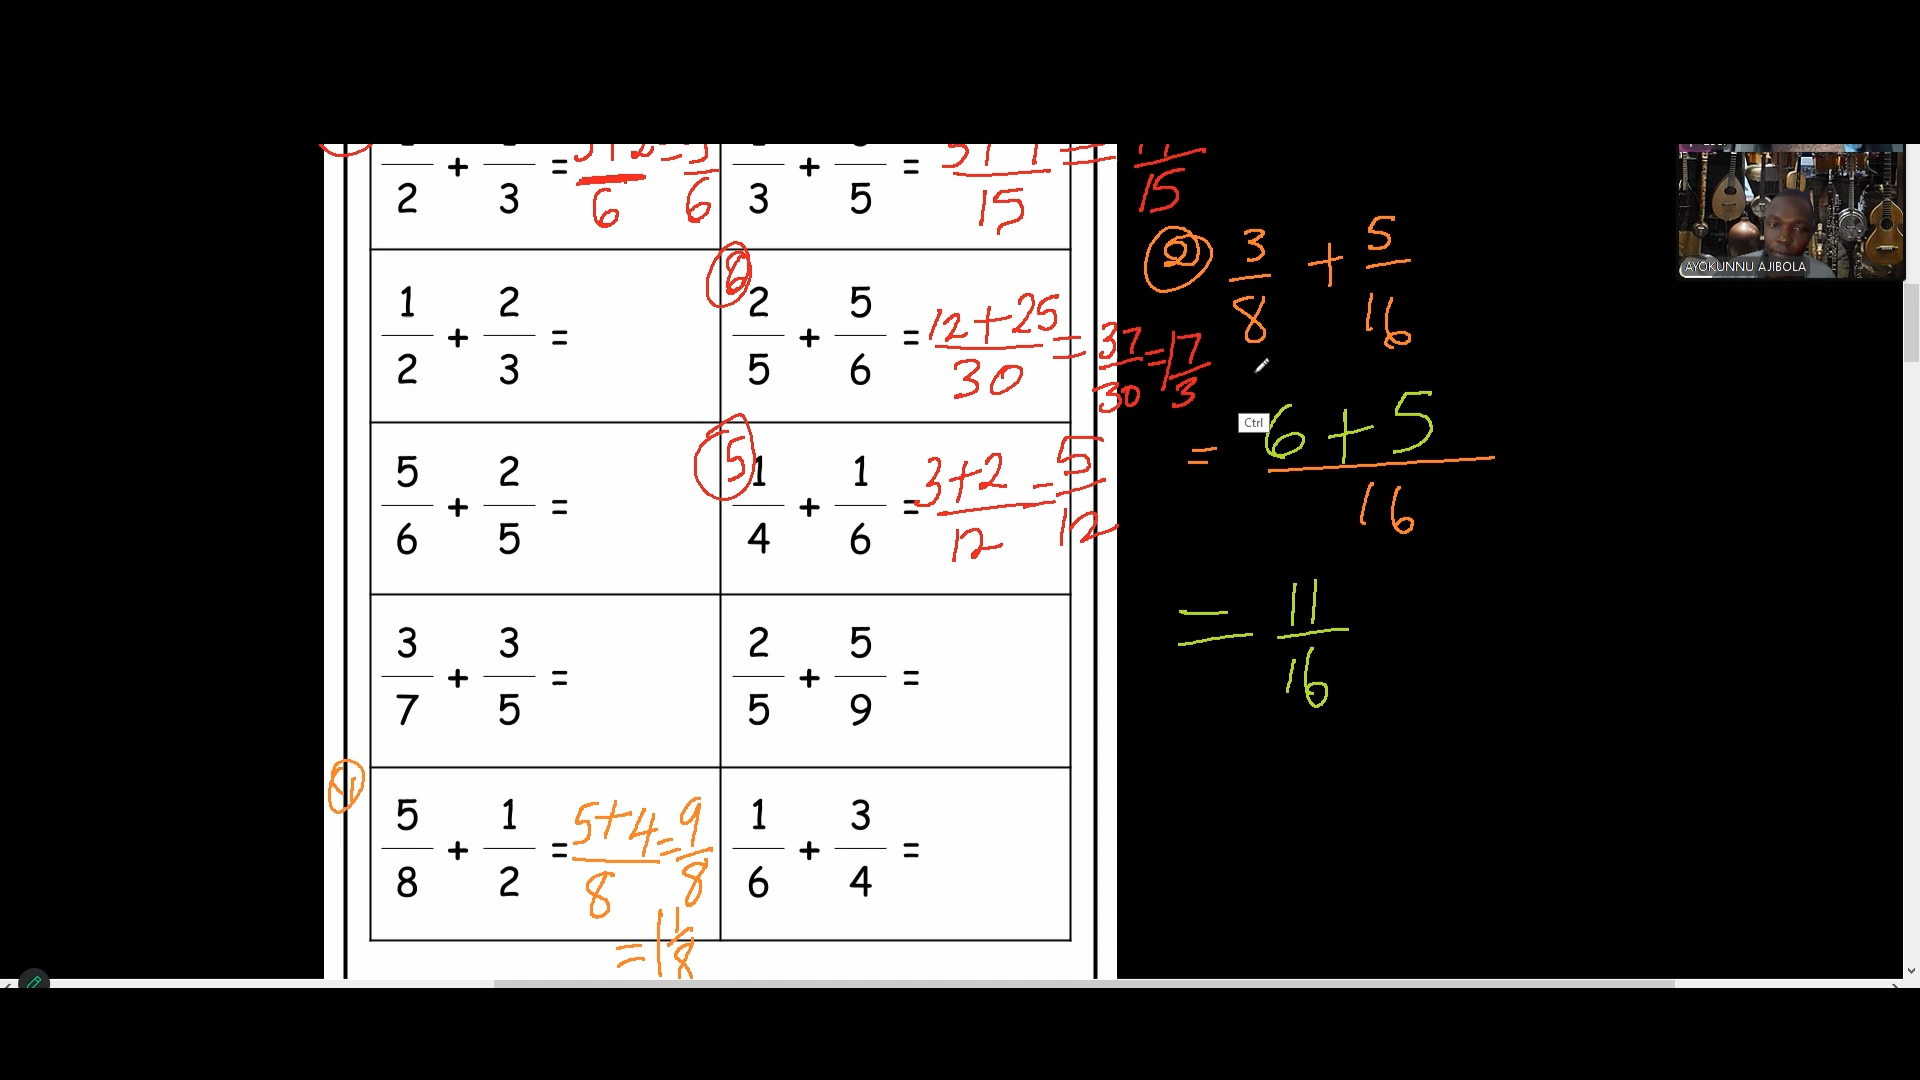 2 + 3 = 6 = 6
3 + 5 = 15 = 15
1/2 + 2/3 =
⑥ 2/5 + 5/6 = 12+25/30 = 37/30 = 1 7/3
5/6 + 2/5 =
⑤ 1/4 + 1/6 = 3+2/12 = 5/12
3/7 + 3/5 =
2/5 + 5/9 =
5/8 + 1/2 = 5+4/8 = 9/8
= 1 1/8
1/6 + 3/4 =
② 3/8 + 5/16
= 6+5/16
= 11/16
Ctrl
AYOKUNNU AJIBOLA